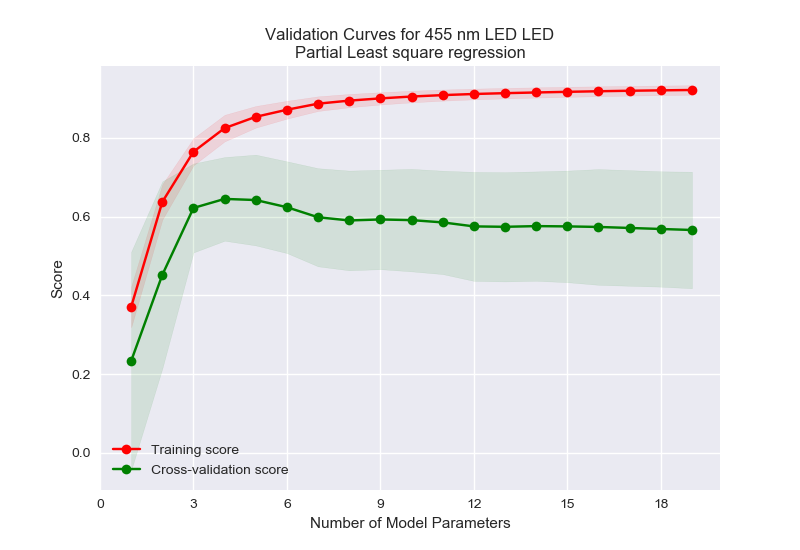 Validation Curves for 455 nm LED LED
Partial Least square regression
Score
0.8
0.6
0.4
0.2
0.0
Training score
Cross-validation score
0 3 6 9 12 15 18
Number of Model Parameters